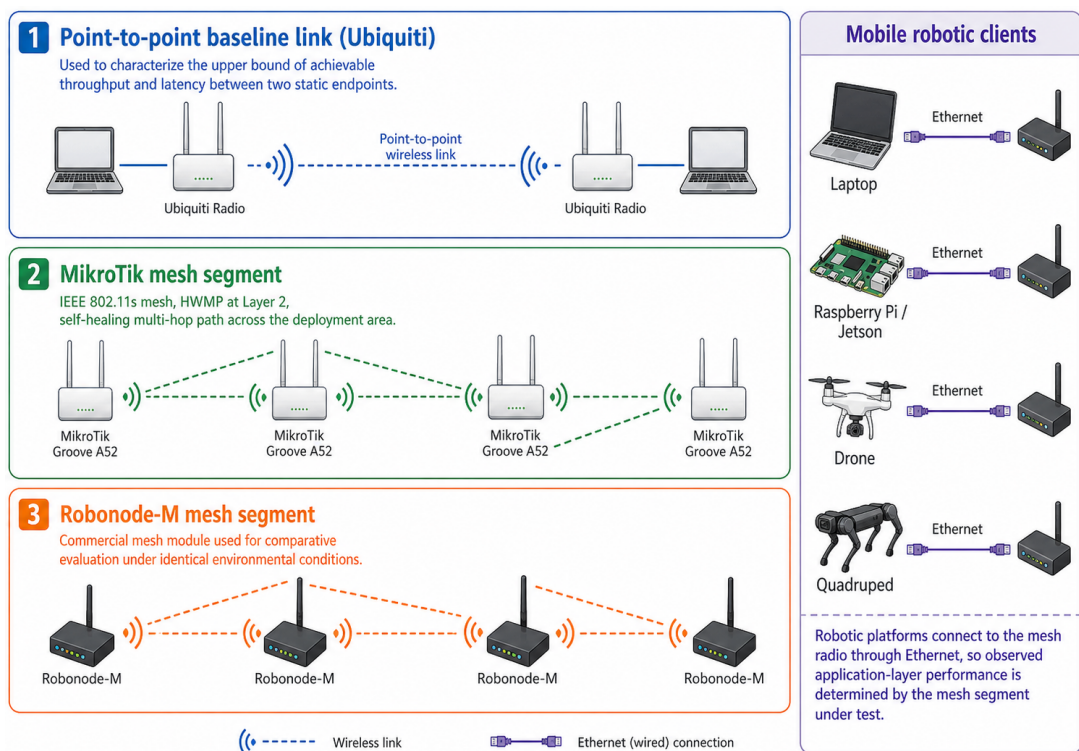 1 Point-to-point baseline link (Ubiquiti)
Used to characterize the upper bound of achievable
throughput and latency between two static endpoints.
Point-to-point
wireless link
Ubiquiti Radio
Ubiquiti Radio
2 MikroTik mesh segment
IEEE 802.11s mesh, HWMP at Layer 2,
self-healing multi-hop path across the deployment area.
MikroTik
Groove A52
MikroTik
Groove A52
MikroTik
Groove A52
MikroTik
Groove A52
3 Robonode-M mesh segment
Commercial mesh module used for comparative
evaluation under identical environmental conditions.
Robonode-M
Robonode-M
Robonode-M
Robonode-M
Wireless link
Ethernet (wired) connection
Mobile robotic clients
Ethernet
Laptop
Ethernet
Raspberry Pi /
Jetson
Ethernet
Drone
Ethernet
Quadruped
Robotic platforms connect to the mesh
radio through Ethernet, so observed
application-layer performance is
determined by the mesh segment
under test.